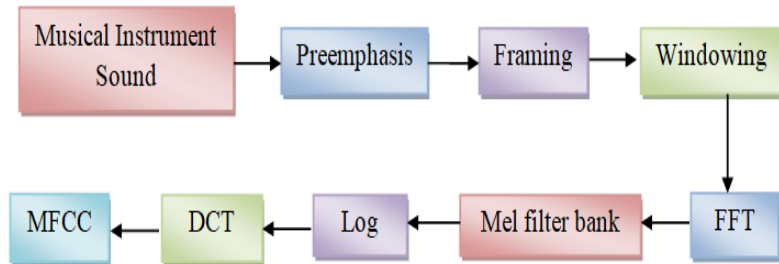 Musical Instrument
Sound
Preemphasis
Framing
Windowing
FFT
Mel filter bank
Log
DCT
MFCC